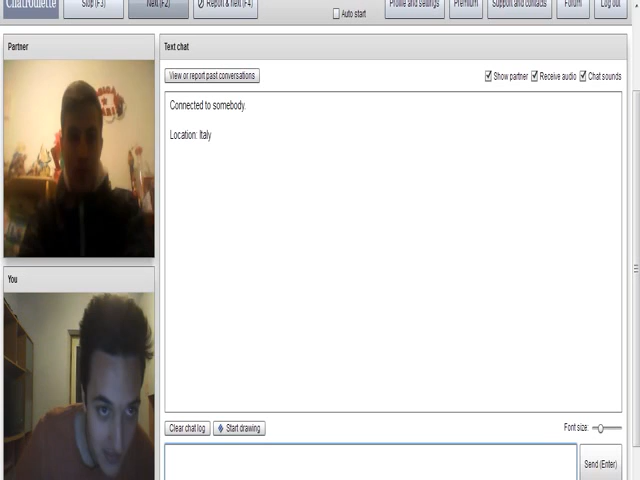 Chatroulette
Stop (F3)
Next (F2)
Report & next (F4)
Auto start
Profile and settings
Premium
Support and contacts
Forum
Log out
Partner
Text chat
View or report past conversations
Show partner
Receive audio
Chat sounds
Connected to somebody.
Location: Italy
You
Clear chat log
Start drawing
Font size:
Send (Enter)